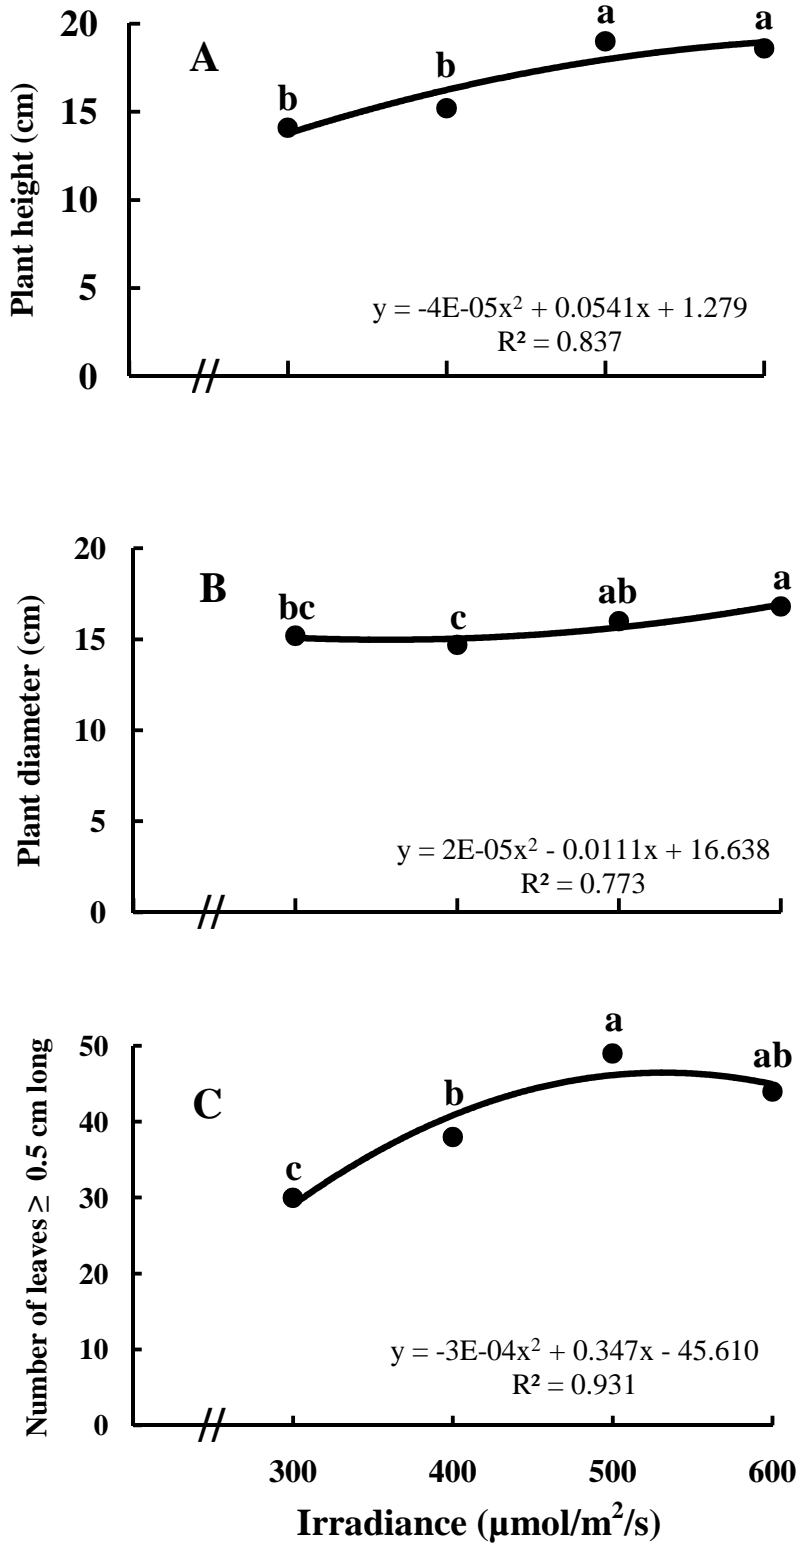 20
15
10
5
0
Plant height (cm)
A
b
b
a
a
y = -4E-05x² + 0.0541x + 1.279
R² = 0.837
20
15
10
5
0
Plant diameter (cm)
B
bc
c
ab
a
y = 2E-05x² - 0.0111x + 16.638
R² = 0.773
50
40
30
20
10
0
Number of leaves ≥ 0.5 cm long
C
c
b
a
ab
y = -3E-04x² + 0.347x - 45.610
R² = 0.931
300 400 500 600
Irradiance (µmol/m²/s)